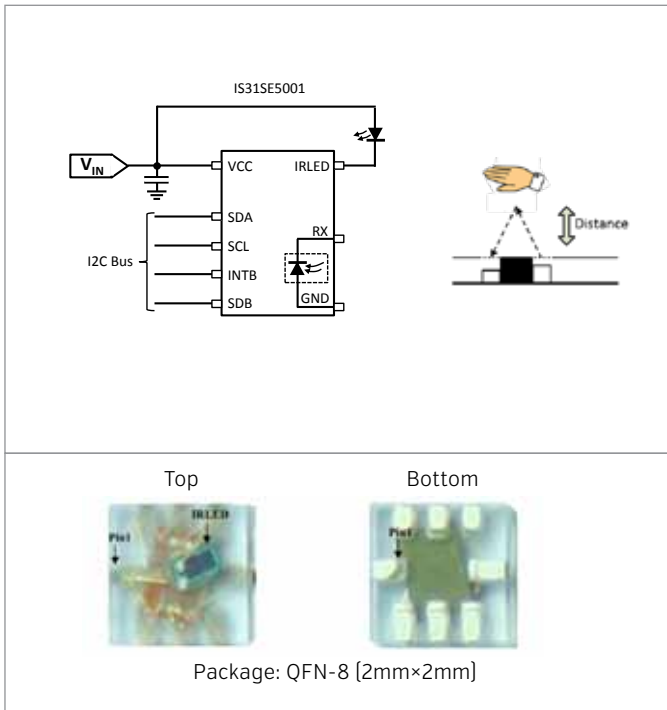 IS31SE5001
VIN
VCC
IRLED
SDA
SCL
INTB
SDB
I2C Bus
RX
GND
Distance
Top
Bottom
Pin1
IRLED
Pin1
Package: QFN-8 (2mm×2mm)